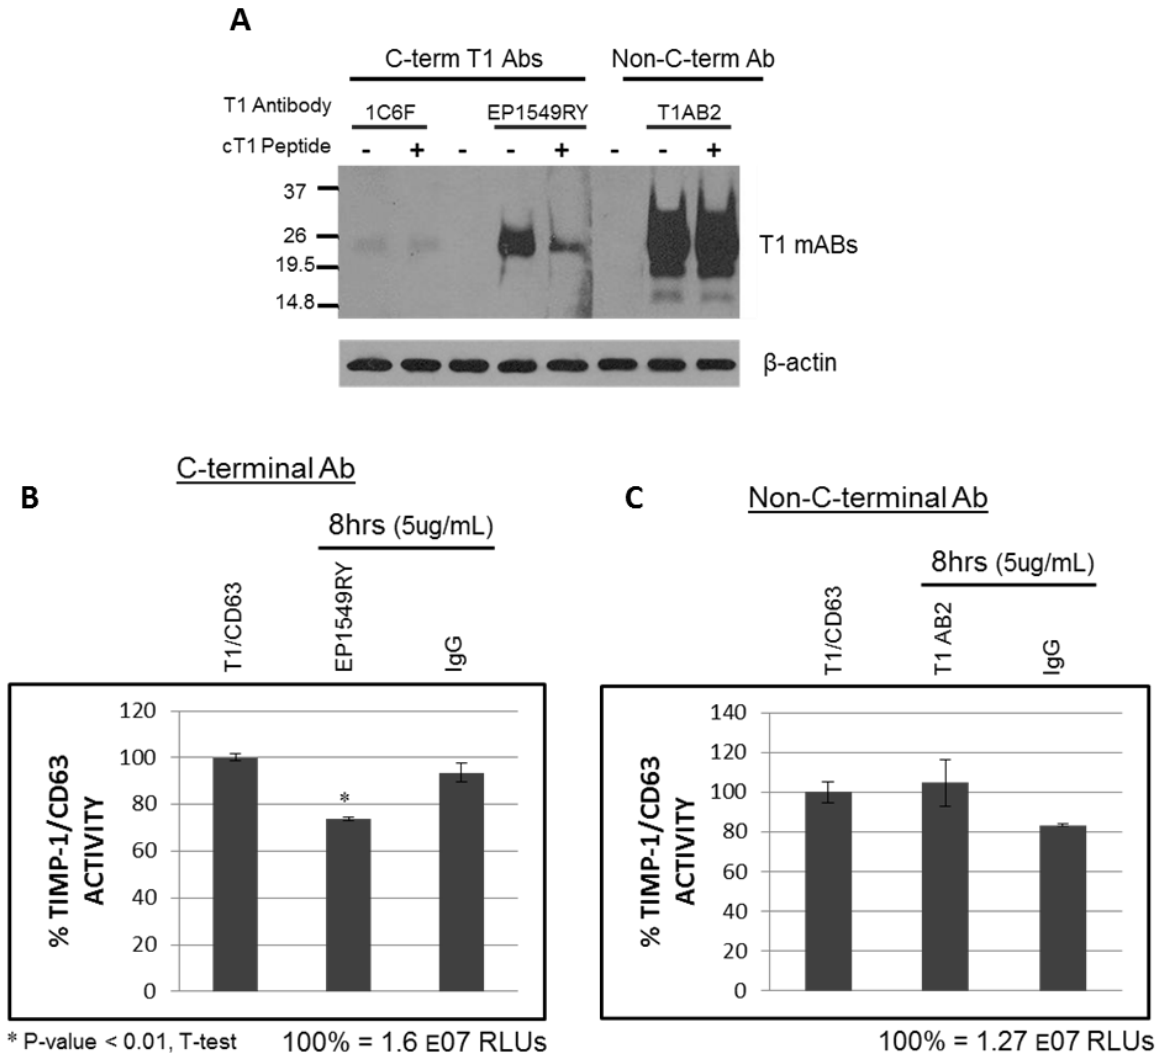 A
C-term T1 Abs
Non-C-term Ab
T1 Antibody
1C6F
EP1549RY
T1AB2
cT1 Peptide
- + - - + - - +
37
26
19.5
14.8
T1 mABs
β-actin
C-terminal Ab
B
8hrs (5ug/mL)
T1/CD63
EP1549RY
IgG
% TIMP-1/CD63
ACTIVITY
120
100
80
60
40
20
0
*
* P-value < 0.01, T-test
100% = 1.6 E07 RLUs
C
Non-C-terminal Ab
8hrs (5ug/mL)
T1/CD63
T1 AB2
IgG
% TIMP-1/CD63
ACTIVITY
140
120
100
80
60
40
20
0
100% = 1.27 E07 RLUs